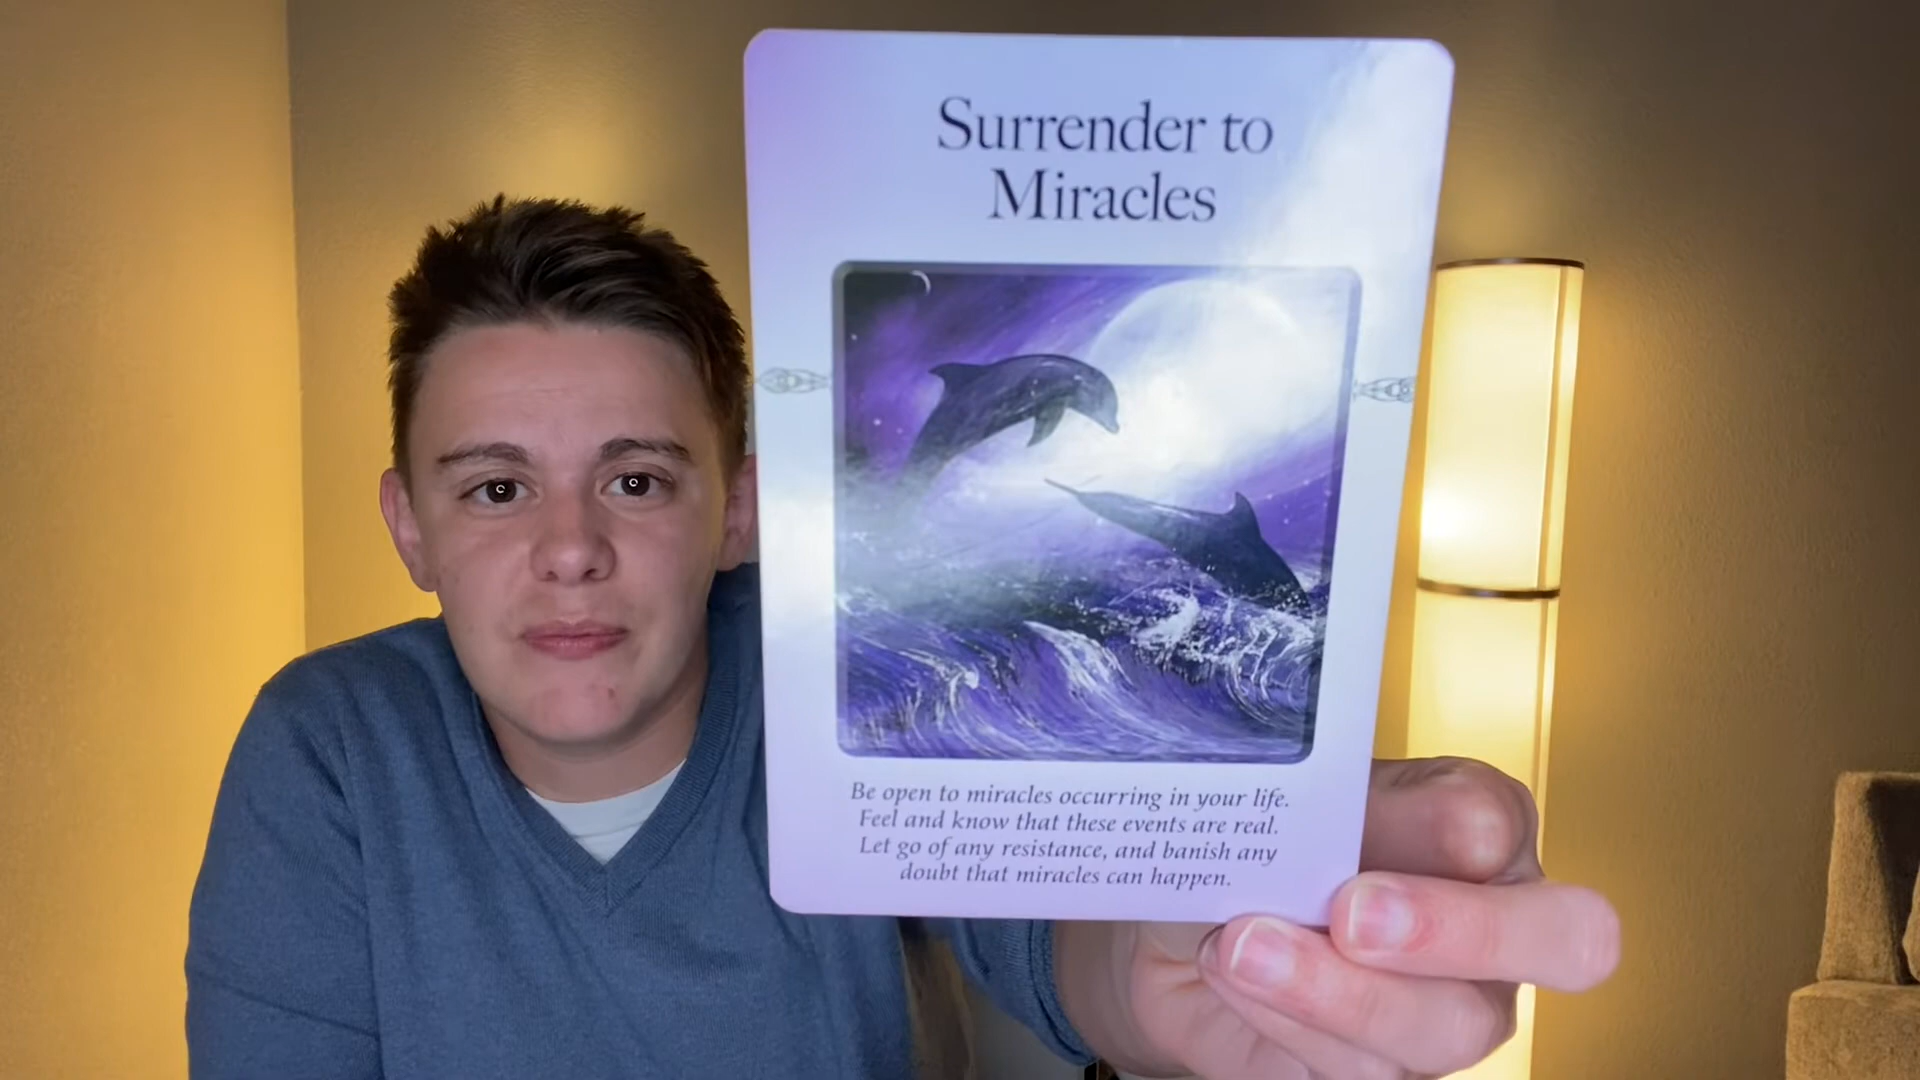 Surrender to
Miracles
Be open to miracles occurring in your life.
Feel and know that these events are real.
Let go of any resistance, and banish any
doubt that miracles can happen.